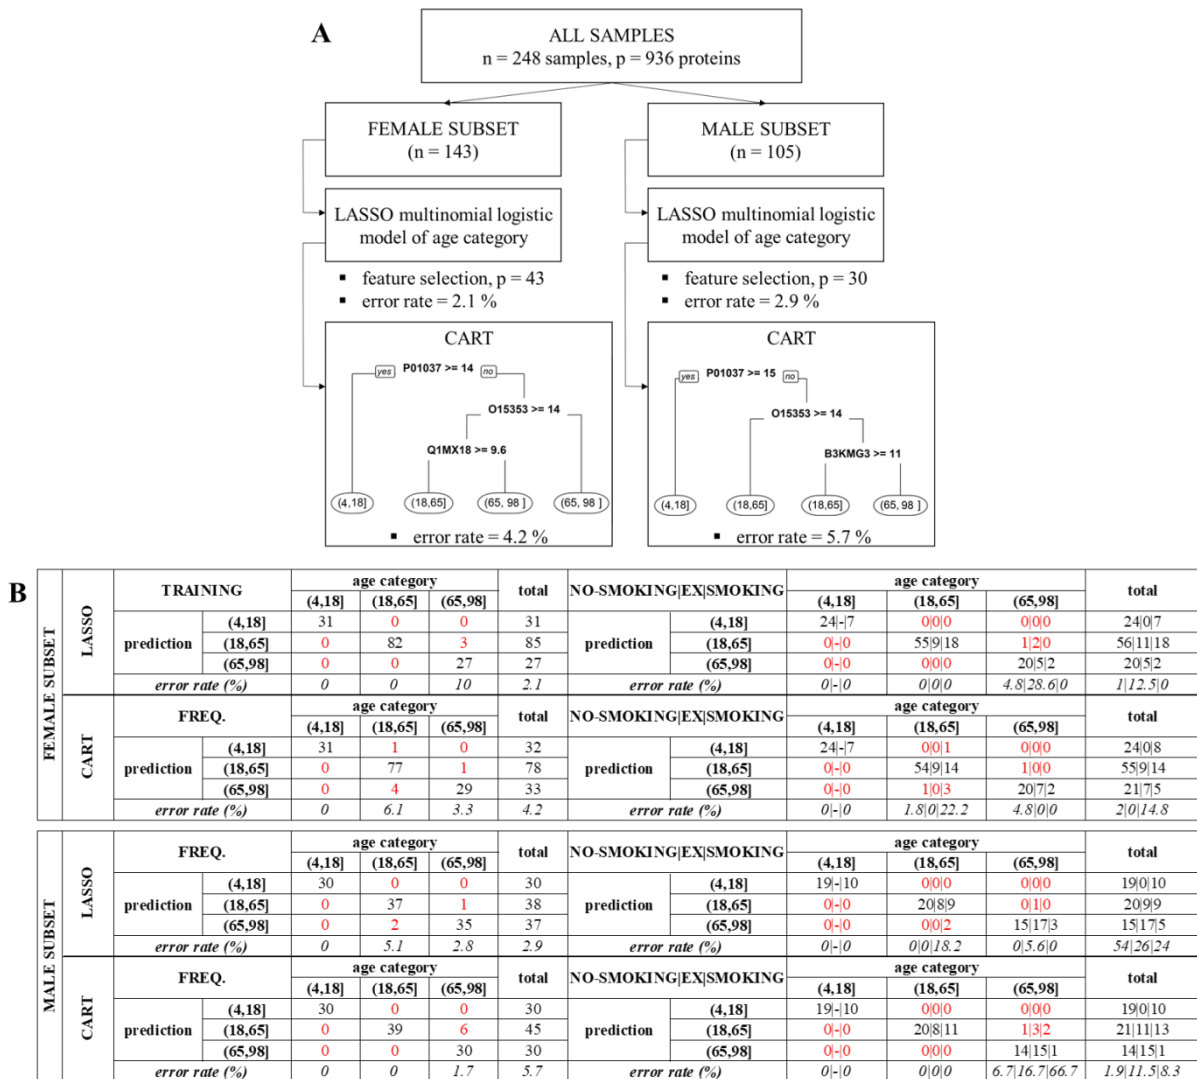 A
ALL SAMPLES
n = 248 samples, p = 936 proteins
FEMALE SUBSET
(n = 143)
MALE SUBSET
(n = 105)
LASSO multinomial logistic
model of age category
LASSO multinomial logistic
model of age category
▪ feature selection, p = 43
▪ error rate = 2.1 %
▪ feature selection, p = 30
▪ error rate = 2.9 %
CART
yes P01037 >= 14 no
O15353 >= 14
Q1MX18 >= 9.6
(4,18] (18,65] (65, 98 ] (65, 98 ]
▪ error rate = 4.2 %
CART
yes P01037 >= 15 no
O15353 >= 14
B3KMG3 >= 11
(4,18] (18,65] (18,65] (65, 98 ]
▪ error rate = 5.7 %
B
FEMALE SUBSET
LASSO
TRAINING age category total NO-SMOKING|EX|SMOKING age category total
(4,18] (18,65] (65,98] (4,18] (18,65] (65,98]
prediction (4,18] 31 0 0 31 prediction (4,18] 24|-|7 0|0|0 0|0|0 24|0|7
(18,65] 0 82 3 85 (18,65] 0|-|0 55|9|18 1|2|0 56|11|18
(65,98] 0 0 27 27 (65,98] 0|-|0 0|0|0 20|5|2 20|5|2
error rate (%) 0 0 10 2.1 error rate (%) 0|-|0 0|0|0 4.8|28.6|0 1|12.5|0
CART
FREQ. age category total NO-SMOKING|EX|SMOKING age category total
(4,18] (18,65] (65,98] (4,18] (18,65] (65,98]
prediction (4,18] 31 1 0 32 prediction (4,18] 24|-|7 0|0|1 0|0|0 24|0|8
(18,65] 0 77 1 78 (18,65] 0|-|0 54|9|14 1|0|0 55|9|14
(65,98] 0 4 29 33 (65,98] 0|-|0 1|0|3 20|7|2 21|7|5
error rate (%) 0 6.1 3.3 4.2 error rate (%) 0|-|0 1.8|0|22.2 4.8|0|0 2|0|14.8
MALE SUBSET
LASSO
FREQ. age category total NO-SMOKING|EX|SMOKING age category total
(4,18] (18,65] (65,98] (4,18] (18,65] (65,98]
prediction (4,18] 30 0 0 30 prediction (4,18] 19|-|10 0|0|0 0|0|0 19|0|10
(18,65] 0 37 1 38 (18,65] 0|-|0 20|8|9 0|1|0 20|9|9
(65,98] 0 2 35 37 (65,98] 0|-|0 0|0|2 15|17|3 15|17|5
error rate (%) 0 5.1 2.8 2.9 error rate (%) 0|-|0 0|0|18.2 0|5.6|0 54|26|24
CART
FREQ. age category total NO-SMOKING|EX|SMOKING age category total
(4,18] (18,65] (65,98] (4,18] (18,65] (65,98]
prediction (4,18] 30 0 0 30 prediction (4,18] 19|-|10 0|0|0 0|0|0 19|0|10
(18,65] 0 39 6 45 (18,65] 0|-|0 20|8|11 1|3|2 21|11|13
(65,98] 0 0 30 30 (65,98] 0|-|0 0|0|0 14|15|1 14|15|1
error rate (%) 0 0 1.7 5.7 error rate (%) 0|-|0 0|0|0 6.7|16.7|66.7 1.9|11.5|8.3